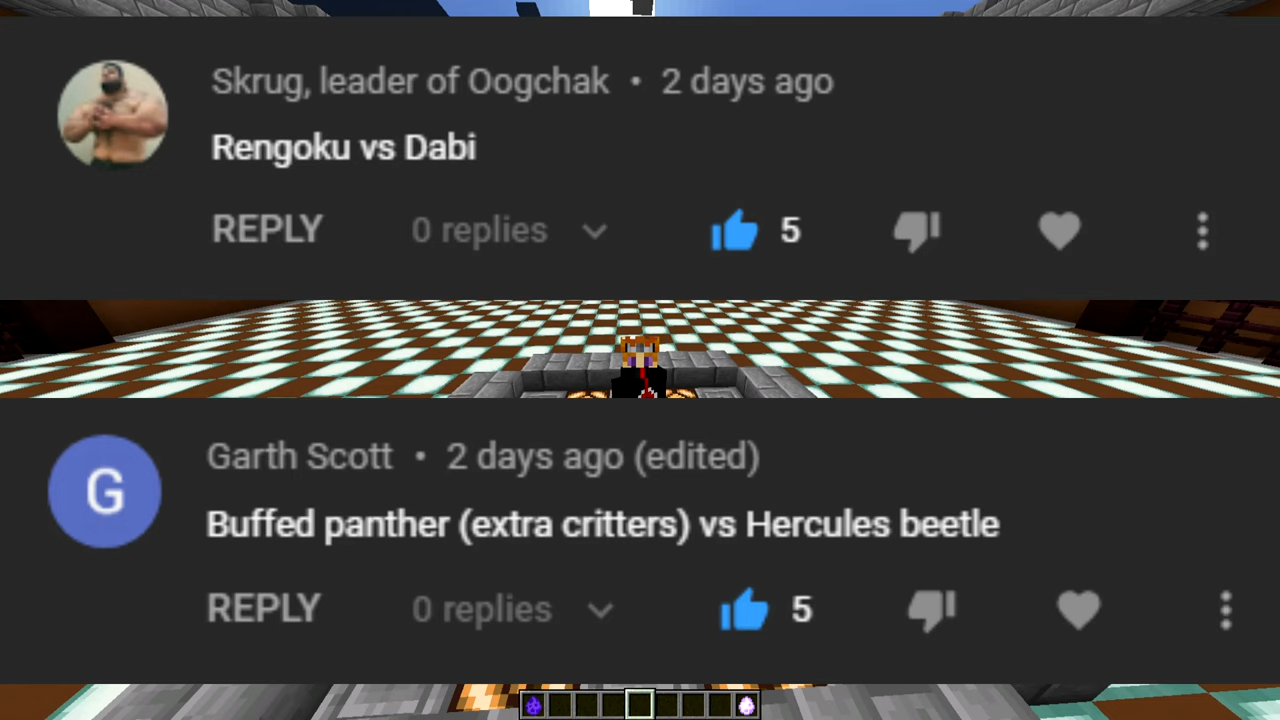 Skrug, leader of Oogchak • 2 days ago
Rengoku vs Dabi
REPLY 0 replies 5
G
Garth Scott • 2 days ago (edited)
Buffed panther (extra critters) vs Hercules beetle
REPLY 0 replies 5